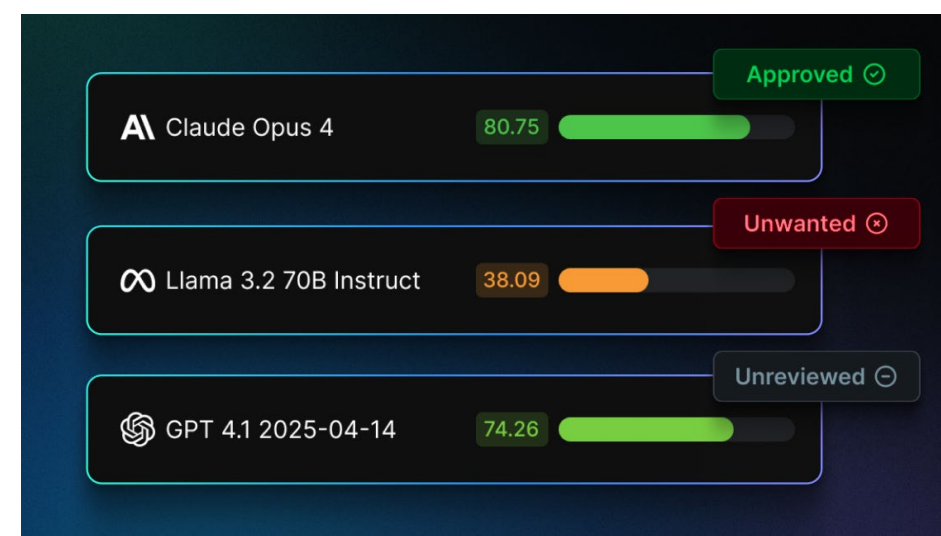 Approved
Claude Opus 4
80.75
Unwanted
Llama 3.2 70B Instruct
38.09
Unreviewed
GPT 4.1 2025-04-14
74.26